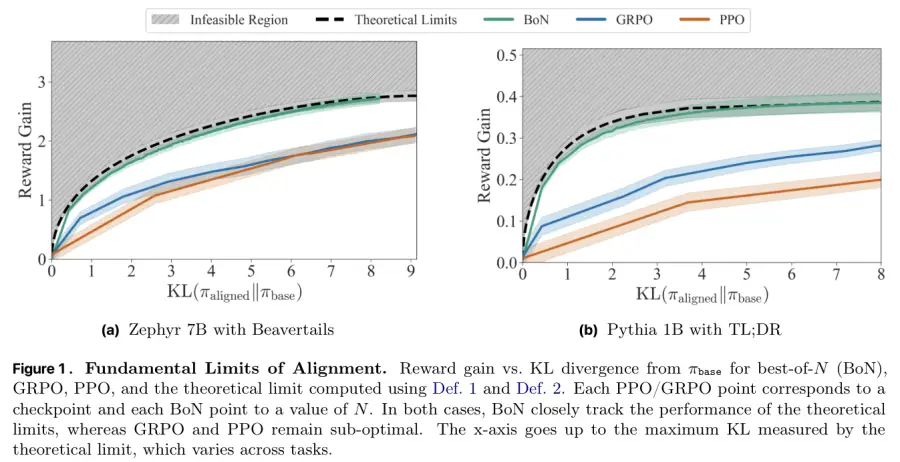 Infeasible Region Theoretical Limits BoN GRPO PPO
Reward Gain
3
2
1
0
0 1 2 3 4 5 6 7 8 9
KL(π_aligned‖π_base)
(a) Zephyr 7B with Beavertails
Reward Gain
0.5
0.4
0.3
0.2
0.1
0.0
0 1 2 3 4 5 6 7 8
KL(π_aligned‖π_base)
(b) Pythia 1B with TL;DR
Figure 1. Fundamental Limits of Alignment. Reward gain vs. KL divergence from π_base for best-of-N (BoN),
GRPO, PPO, and the theoretical limit computed using Def. 1 and Def. 2. Each PPO/GRPO point corresponds to a
checkpoint and each BoN point to a value of N. In both cases, BoN closely track the performance of the theoretical
limits, whereas GRPO and PPO remain sub-optimal. The x-axis goes up to the maximum KL measured by the
theoretical limit, which varies across tasks.